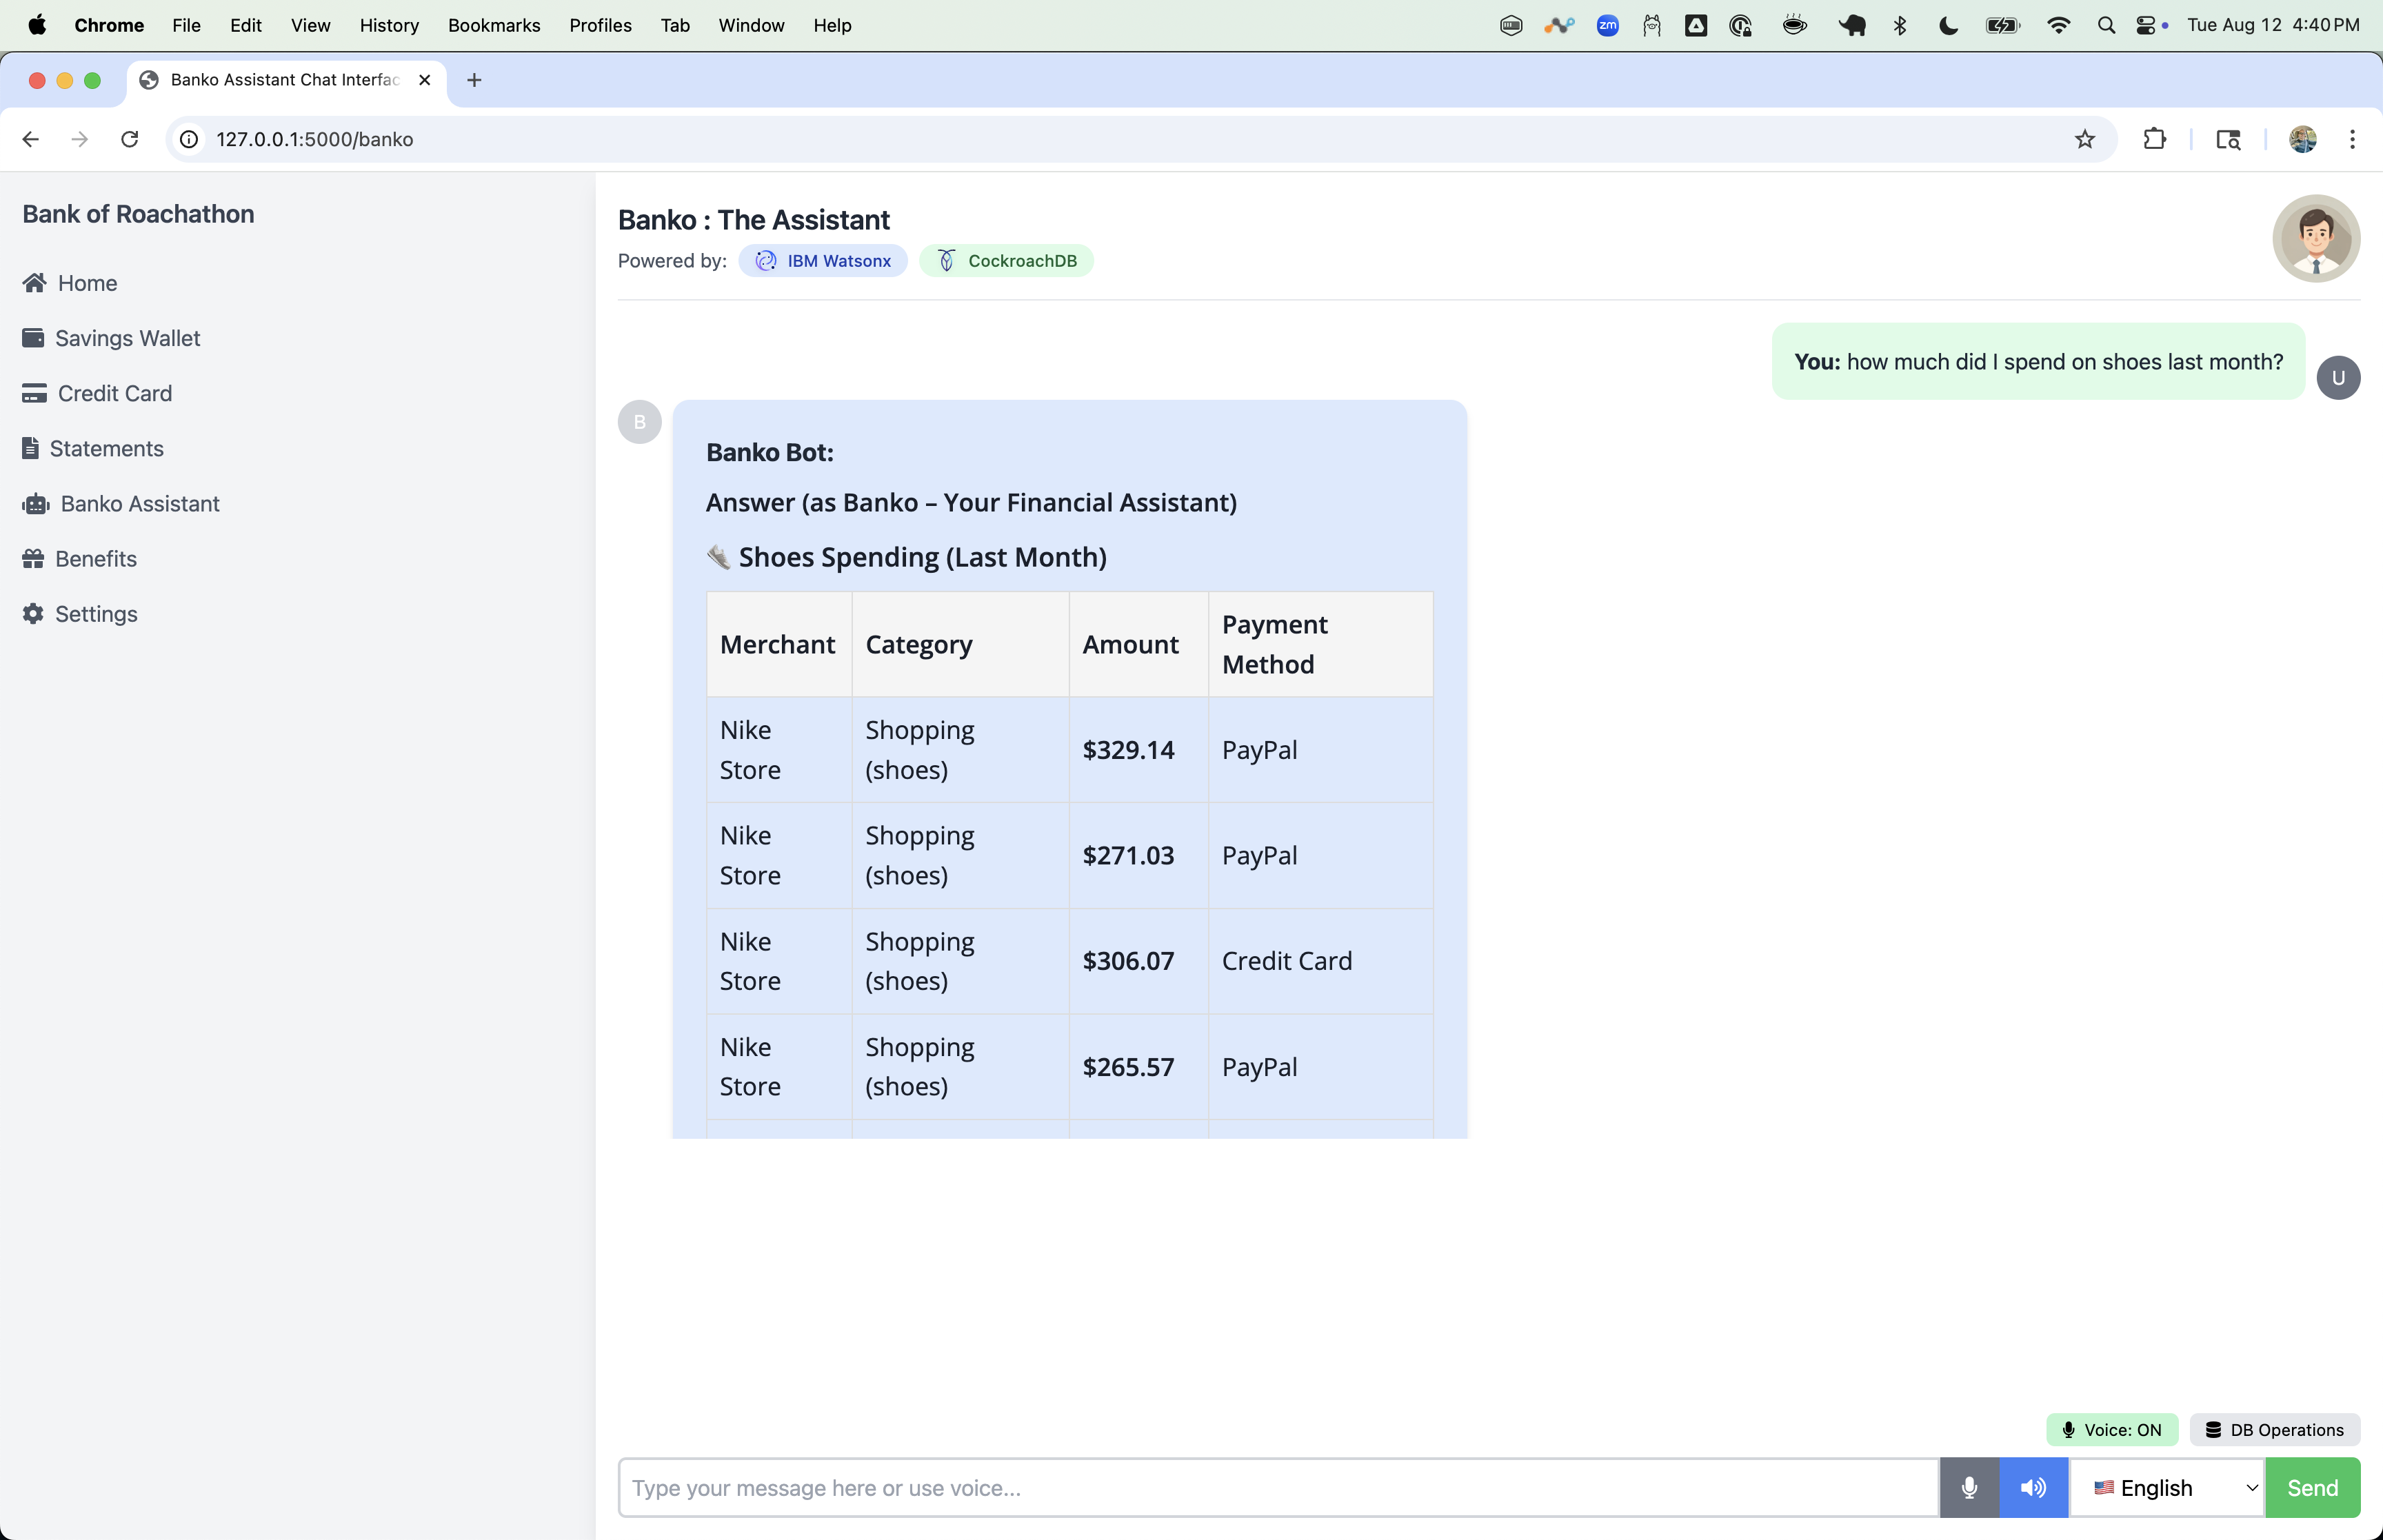 Chrome File Edit View History Bookmarks Profiles Tab Window Help
zm
Tue Aug 12 4:40 PM
Banko Assistant Chat Interfac
127.0.0.1:5000/banko
Bank of Roachathon
Home
Savings Wallet
Credit Card
Statements
Banko Assistant
Benefits
Settings
Banko : The Assistant
Powered by: IBM Watsonx CockroachDB
You: how much did I spend on shoes last month?
U
B
Banko Bot:
Answer (as Banko – Your Financial Assistant)
Shoes Spending (Last Month)
Merchant Category Amount Payment Method
Nike Store Shopping (shoes) $329.14 PayPal
Nike Store Shopping (shoes) $271.03 PayPal
Nike Store Shopping (shoes) $306.07 Credit Card
Nike Store Shopping (shoes) $265.57 PayPal
Voice: ON DB Operations
Type your message here or use voice...
English
Send